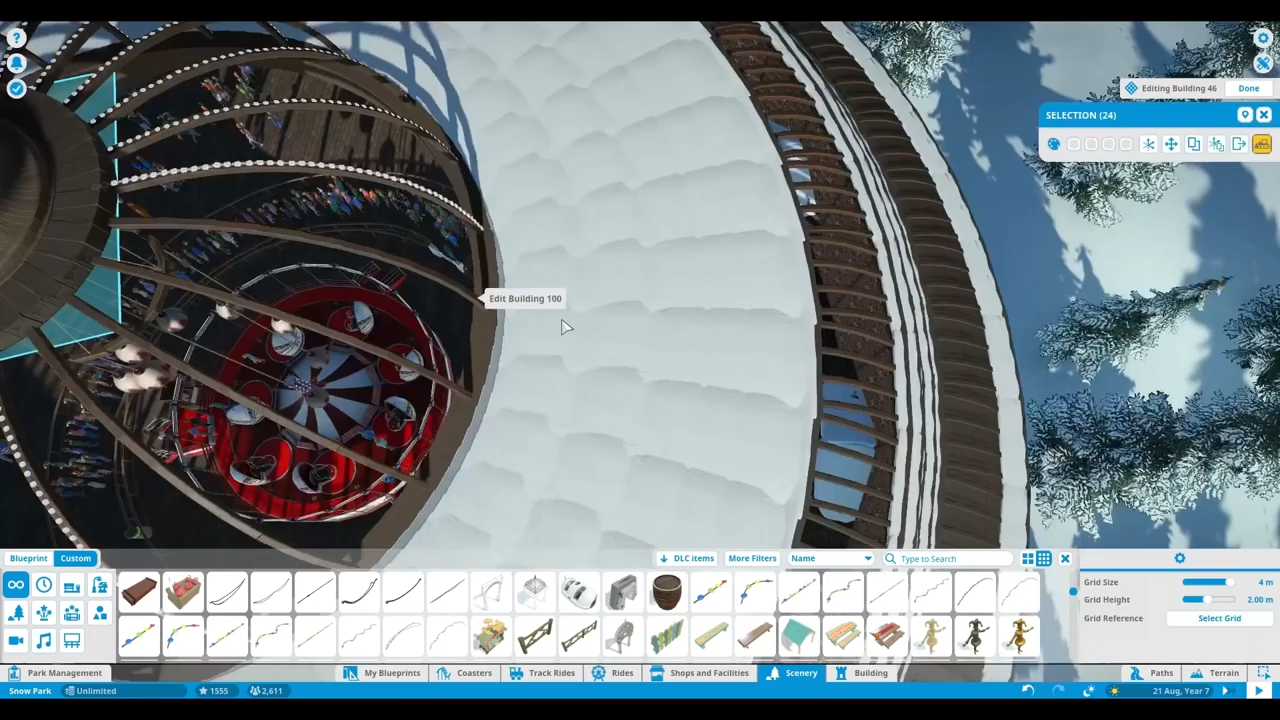 Editing Building 46
Done
SELECTION (24)
Edit Building 100
Blueprint
Custom
DLC items
More Filters
Name
Type to Search
Grid Size
4 m
Grid Height
2.00 m
Grid Reference
Select Grid
Park Management
My Blueprints
Coasters
Track Rides
Rides
Shops and Facilities
Scenery
Building
Paths
Terrain
Snow Park
Unlimited
1555
2,611
21 Aug, Year 7